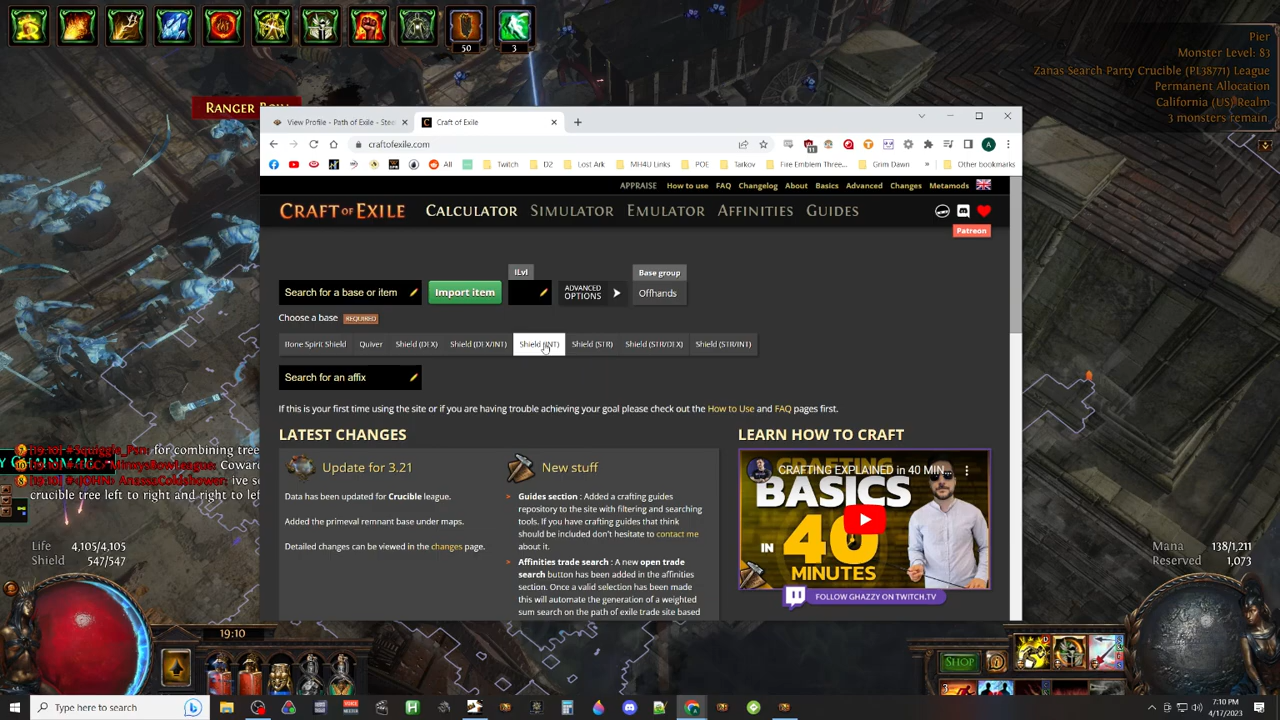 50
3
Pier
Monster Level: 83
Zanas Search Party Crucible (PL38771) League
Permanent Allocation
California (US) Realm
3 monsters remain
RANGER BOW
View Profile - Path of Exile - Stee
Craft of Exile
craftofexile.com
All
Twitch
D2
Lost Ark
MH4U Links
POE
Tarkov
Fire Emblem Three...
Grim Dawn
Other bookmarks
APPRAISE How to use FAQ Changelog About Basics Advanced Changes Metamods
CRAFT OF EXILE CALCULATOR SIMULATOR EMULATOR AFFINITIES GUIDES
Patreon
ILvl
Base group
Search for a base or item
Import item
ADVANCED
OPTIONS
Offhands
Choose a base REQUIRED
Bone Spirit Shield Quiver Shield (DEX) Shield (DEX/INT) Shield (INT) Shield (STR) Shield (STR/DEX) Shield (STR/INT)
Search for an affix
If this is your first time using the site or if you are having trouble achieving your goal please check out the How to Use and FAQ pages first.
LATEST CHANGES
Update for 3.21
Data has been updated for Crucible league.
Added the primeval remnant base under maps.
Detailed changes can be viewed in the changes page.
New stuff
Guides section : Added a crafting guides
repository to the site with filtering and searching
tools. If you have crafting guides that think
should be included don't hesitate to contact me
about it.
Affinities trade search : A new open trade
search button has been added in the affinities
section. Once a valid selection has been made
this will automate the generation of a weighted
sum search on the path of exile trade site based
LEARN HOW TO CRAFT
CRAFTING EXPLAINED in 40 MIN...
BASICS
IN 40
MINUTES
FOLLOW GHAZZY ON TWITCH.TV
for combining tree
Coward
crucible tree left to right and right to lef
Life 4,105/4,105
Shield 547/547
Mana 138/1,211
Reserved 1,073
19:10
SHOP
3
Type here to search
7:10 PM
4/17/2023